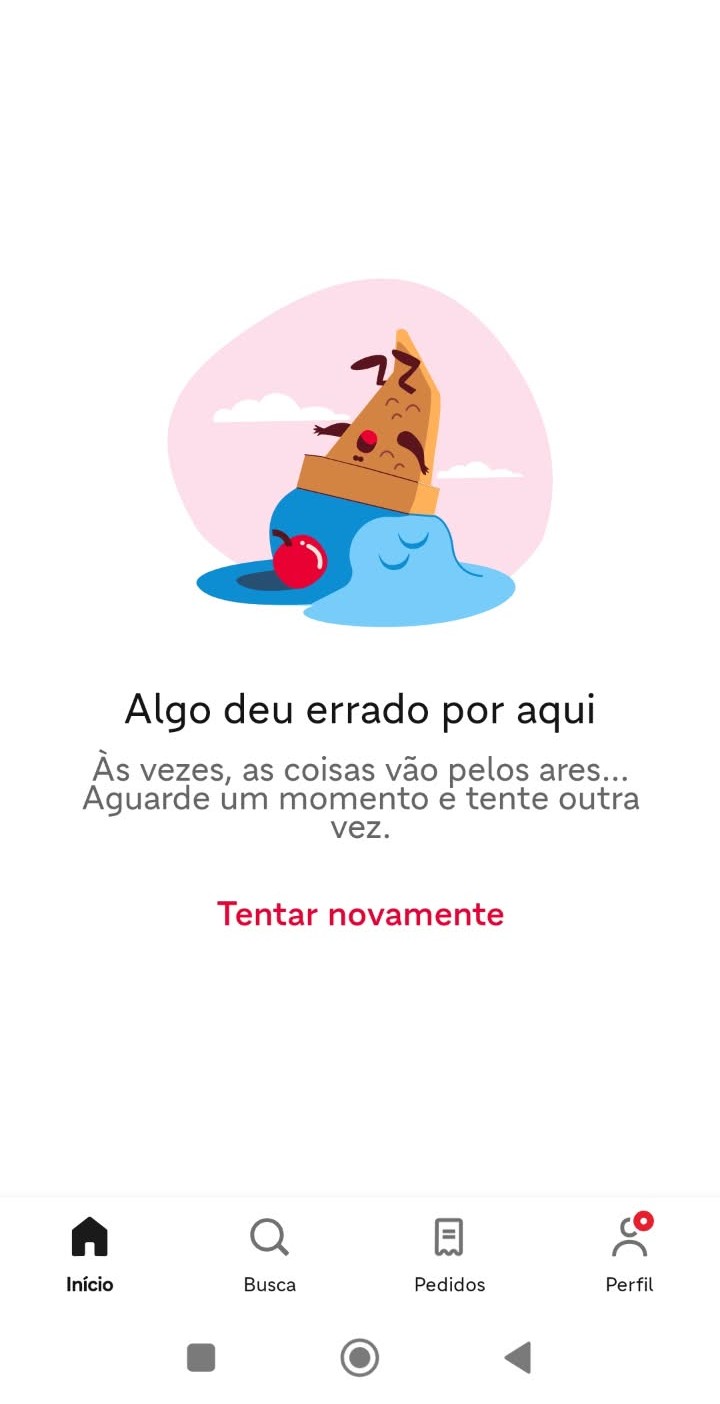 Algo deu errado por aqui
Às vezes, as coisas vão pelos ares...
Aguarde um momento e tente outra
vez.
Tentar novamente
Início
Busca
Pedidos
Perfil